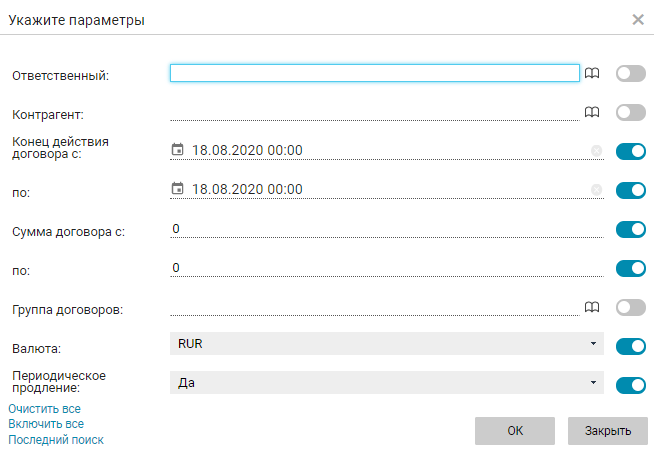 Укажите параметры
Ответственный:
Контрагент:
Конец действия
договора с:
18.08.2020 00:00
по:
18.08.2020 00:00
Сумма договора с:
0
по:
0
Группа договоров:
Валюта:
RUR
Периодическое
продление:
Да
Очистить все
Включить все
Последний поиск
ОК
Закрыть